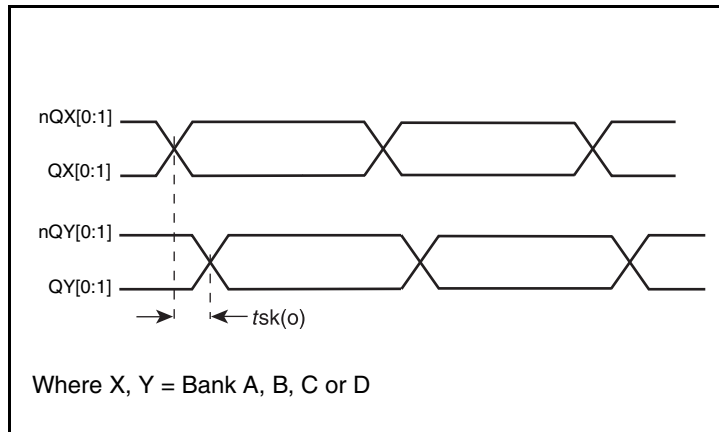 nQX[0:1]
QX[0:1]
nQY[0:1]
QY[0:1]
tsk(o)
Where X, Y = Bank A, B, C or D